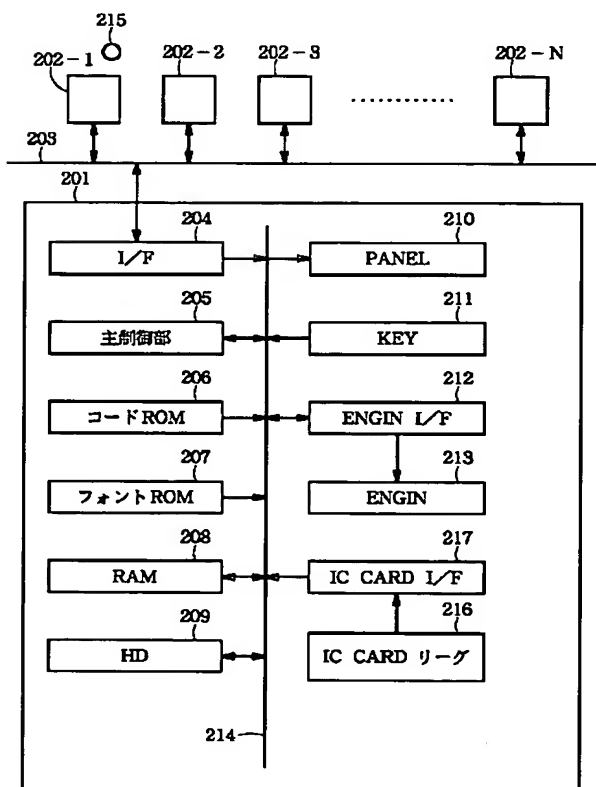 215
202-1
202-2
202-3
202-N
203
201
204
I/F
210
PANEL
205
主制御部
211
KEY
206
コードROM
212
ENGIN I/F
207
フォントROM
213
ENGIN
208
RAM
217
IC CARD I/F
209
HD
216
IC CARD リーグ
214